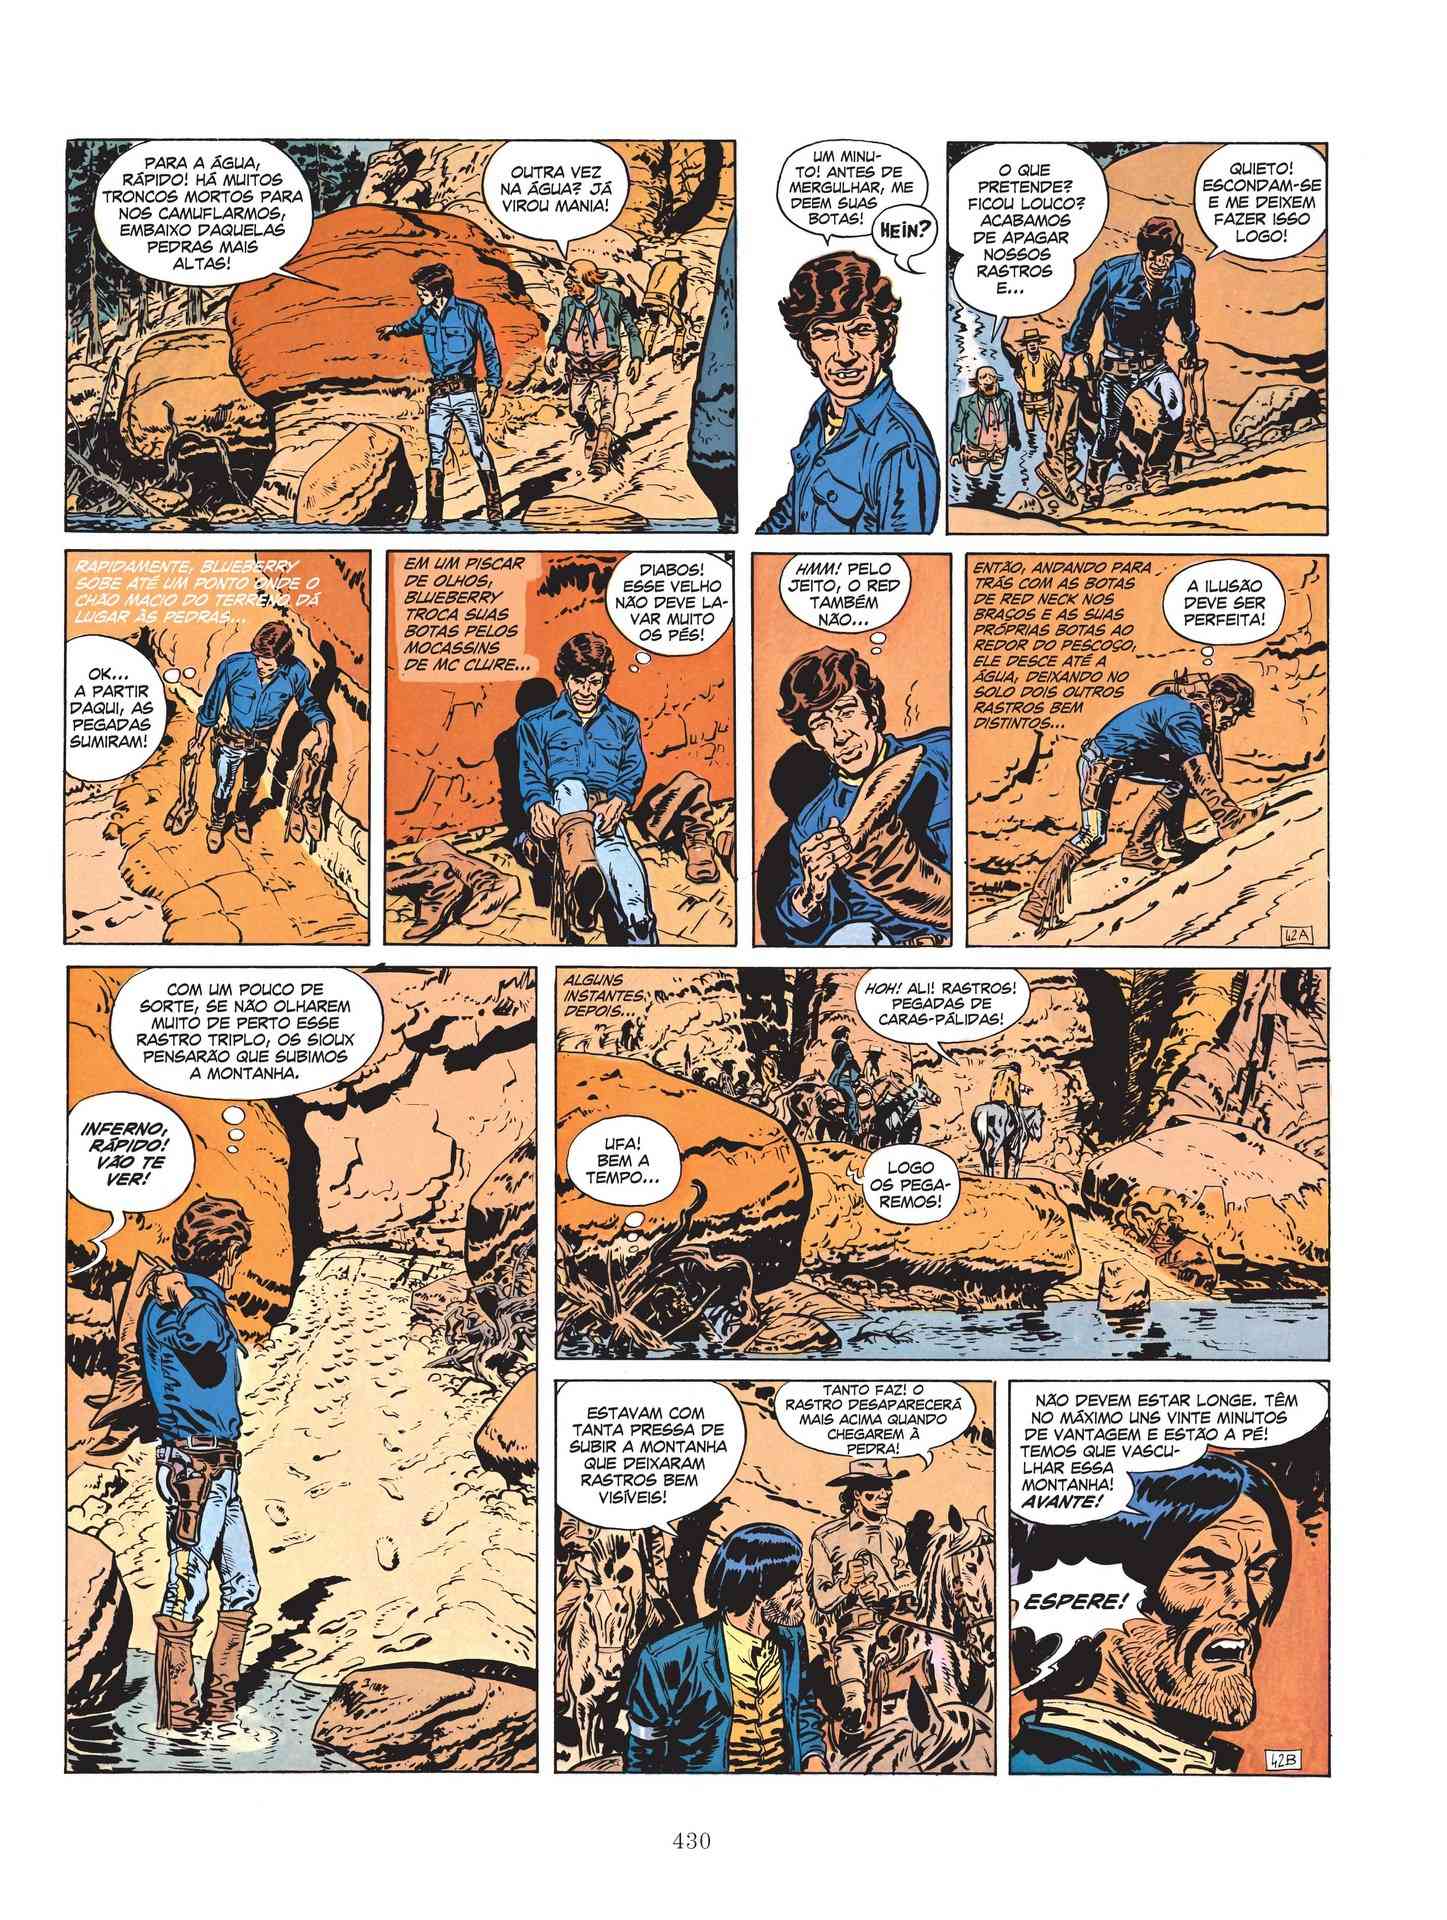 PARA A ÁGUA,
RÁPIDO! HÁ MUITOS
TRONCOS MORTOS PARA
NOS CAMUFLARMOS,
EMBAIXO DAQUELAS
PEDRAS MAIS
ALTAS!
OUTRA VEZ
NA ÁGUA? JÁ
VIROU MANIA!
UM MINU-
TO! ANTES DE
MERGULHAR, ME
DEEM SUAS
BOTAS!
HEIN?
O QUE
PRETENDE?
FICOU LOUCO?
ACABAMOS
DE APAGAR
NOSSOS
RASTROS
E...
QUIETO!
ESCONDAM-SE
E ME DEIXEM
FAZER ISSO
LOGO!
RAPIDAMENTE, BLUEBERRY
SOBE ATÉ UM PONTO ONDE O
CHÃO MACIO DO TERRENO DÁ
LUGAR ÀS PEDRAS...
OK...
A PARTIR
DAQUI, AS
PEGADAS
SUMIRAM!
EM UM PISCAR
DE OLHOS,
BLUEBERRY
TROCA SUAS
BOTAS PELOS
MOCASSINS
DE MC CLURE...
DIABOS!
ESSE VELHO
NÃO DEVE LA-
VAR MUITO
OS PÉS!
HMM! PELO
JEITO, O RED
TAMBÉM
NÃO...
ENTÃO, ANDANDO PARA
TRÁS COM AS BOTAS
DE RED NECK NOS
BRAÇOS E AS SUAS
PRÓPRIAS BOTAS AO
REDOR DO PESCOÇO,
ELE DESCE ATÉ A
ÁGUA, DEIXANDO NO
SOLO DOIS OUTROS
RASTROS BEM
DISTINTOS...
A ILUSÃO
DEVE SER
PERFEITA!
42A
COM UM POUCO DE
SORTE, SE NÃO OLHAREM
MUITO DE PERTO ESSE
RASTRO TRIPLO, OS SIOUX
PENSARÃO QUE SUBIMOS
A MONTANHA.
INFERNO,
RÁPIDO!
VÃO TE
VER!
ALGUNS
INSTANTES
DEPOIS...
HOH! ALI! RASTROS!
PEGADAS DE
CARAS-PÁLIDAS!
UFA!
BEM A
TEMPO...
LOGO
OS PEGA-
REMOS!
ESTAVAM COM
TANTA PRESSA DE
SUBIR A MONTANHA
QUE DEIXARAM
RASTROS BEM
VISÍVEIS!
TANTO FAZ! O
RASTRO DESAPARECERÁ
MAIS ACIMA QUANDO
CHEGAREM À
PEDRA!
NÃO DEVEM ESTAR LONGE. TÊM
NO MÁXIMO UNS VINTE MINUTOS
DE VANTAGEM E ESTÃO A PÉ!
TEMOS QUE VASCU-
LHAR ESSA
MONTANHA!
AVANTE!
ESPERE!
42B
430